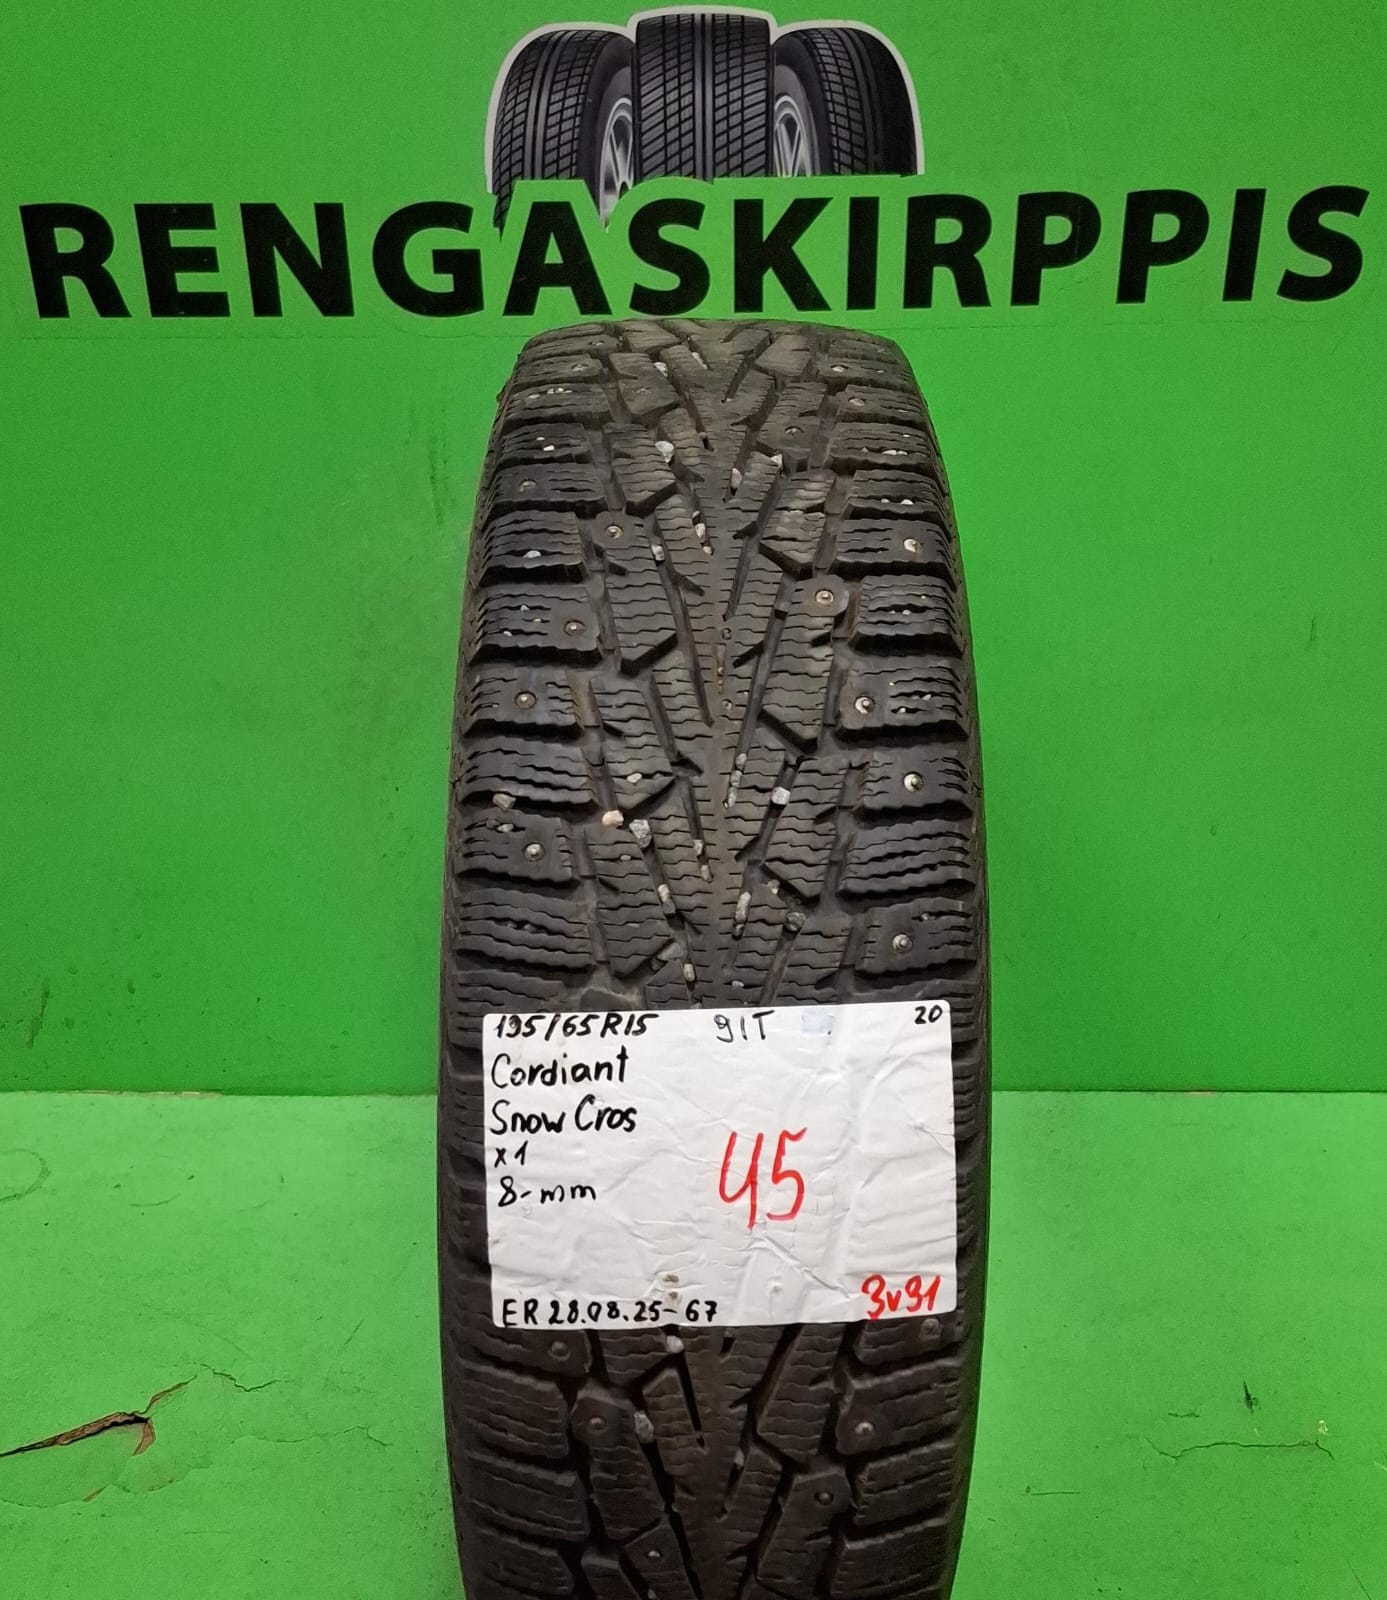 RENGASKIRPPIS
195/65R15 91T 20
Cordiant
Snow Cros
x1
8-mm
45
ER 28.08.25-67 3v91